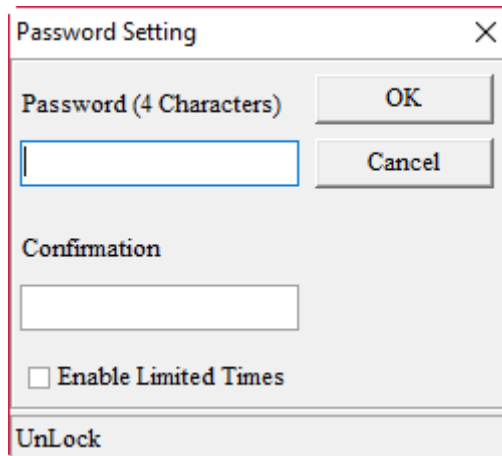 Password Setting
Password (4 Characters)
OK
Cancel
Confirmation
Enable Limited Times
UnLock